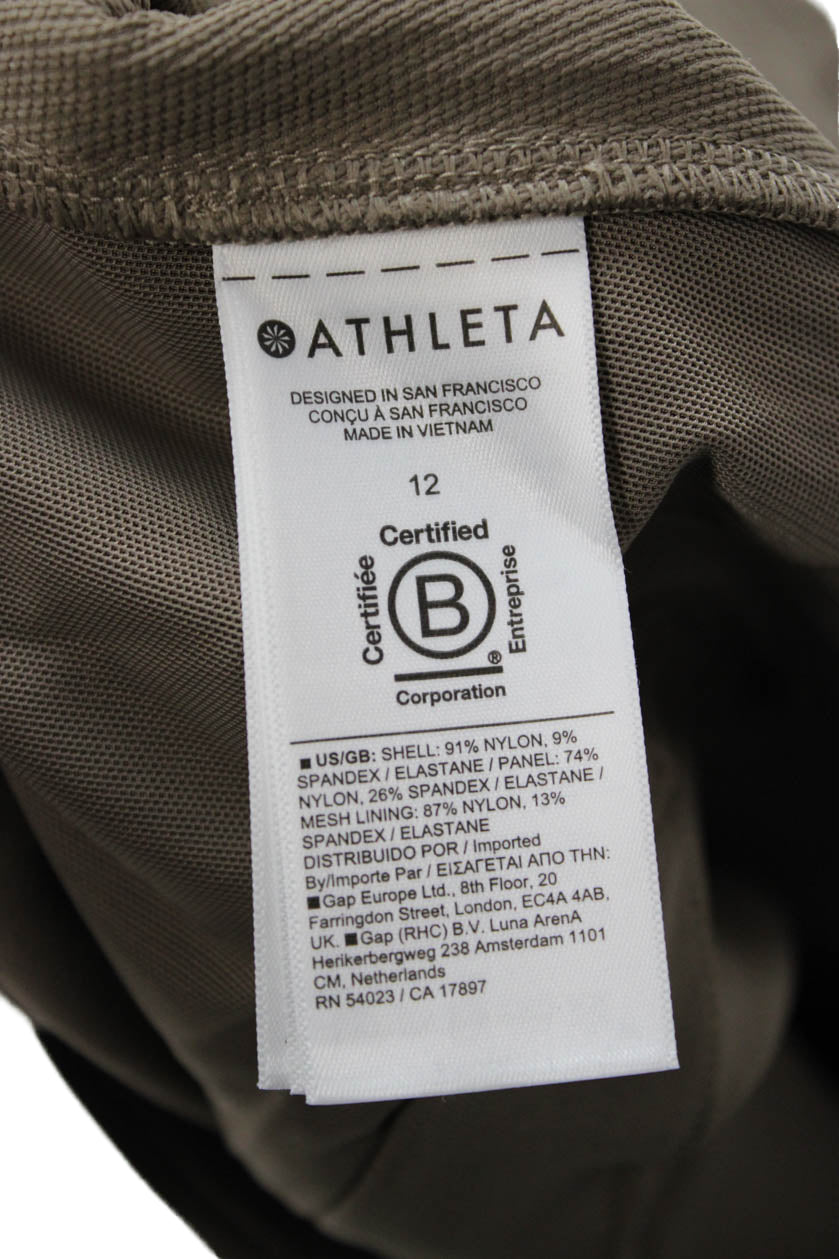 ATHLETA
DESIGNED IN SAN FRANCISCO
CONÇU À SAN FRANCISCO
MADE IN VIETNAM
12
Certified
Certifiée
B
Entreprise
®
Corporation
■ US/GB: SHELL: 91% NYLON, 9%
SPANDEX / ELASTANE / PANEL: 74%
NYLON, 26% SPANDEX / ELASTANE /
MESH LINING: 87% NYLON, 13%
SPANDEX / ELASTANE
DISTRIBUIDO POR / Imported
By/Importe Par / ΕΙΣΑΓΕΤΑΙ ΑΠΟ ΤΗΝ:
■Gap Europe Ltd., 8th Floor, 20
Farringdon Street, London, EC4A 4AB,
UK. ■Gap (RHC) B.V. Luna ArenA
Herikerbergweg 238 Amsterdam 1101
CM, Netherlands
RN 54023 / CA 17897